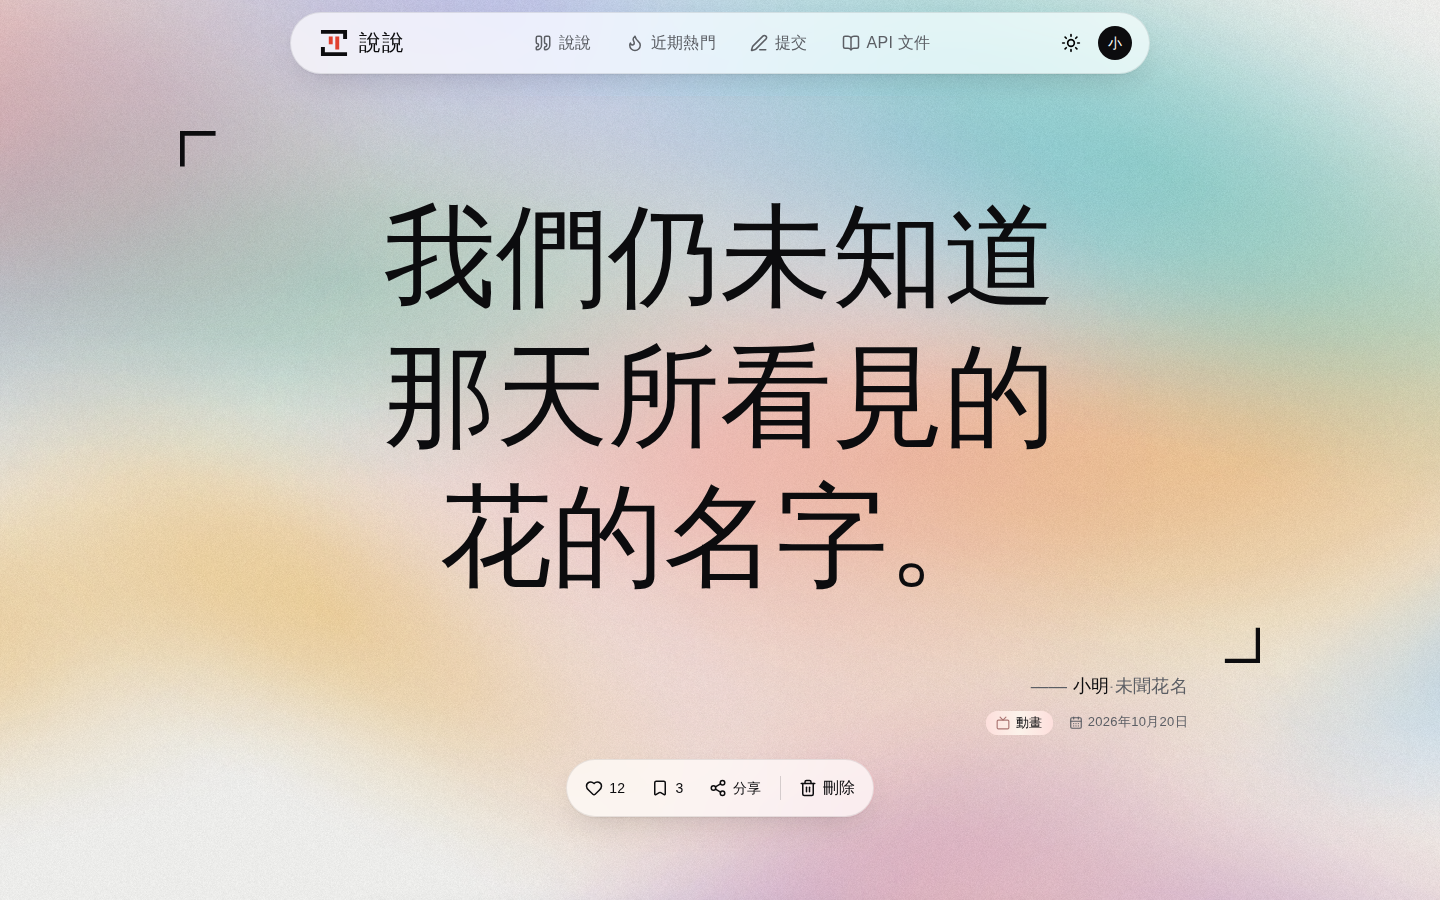 說說
說說
近期熱門
提交
API 文件
小
我們仍未知道
那天所看見的
花的名字。
—— 小明·未聞花名
動畫
2026年10月20日
12
3
分享
刪除